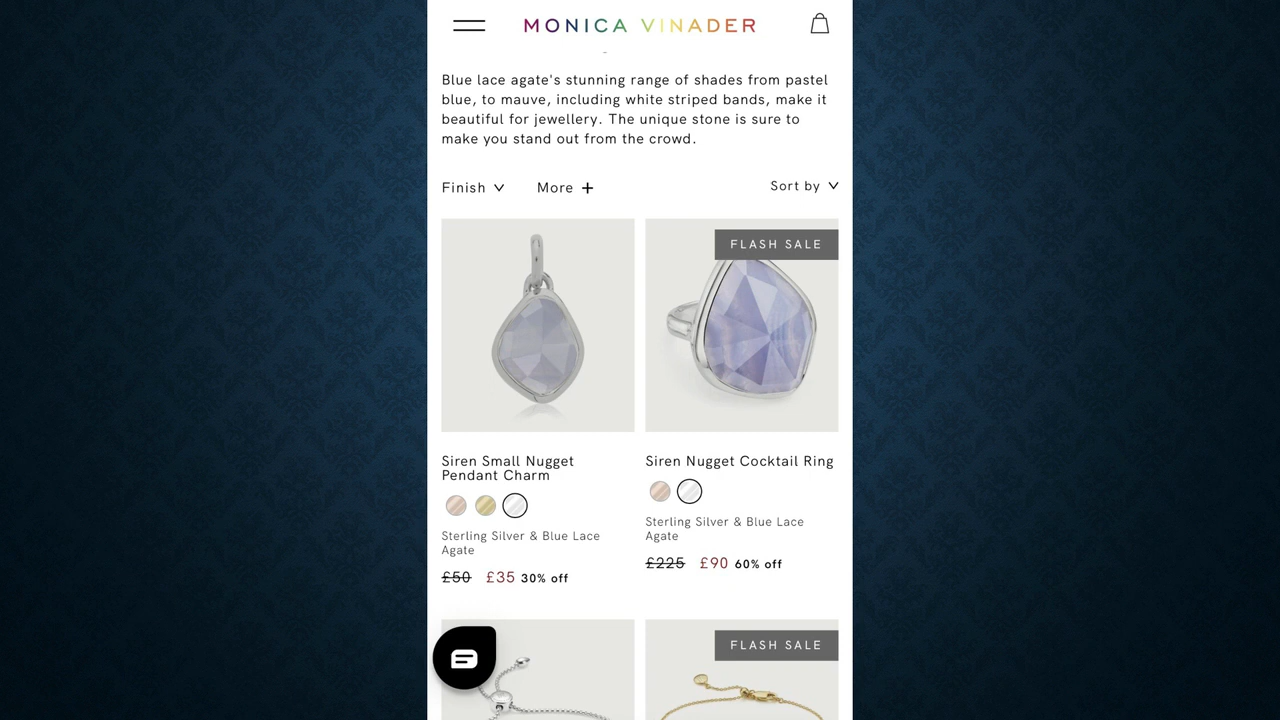 MONICA VINADER
Blue lace agate's stunning range of shades from pastel
blue, to mauve, including white striped bands, make it
beautiful for jewellery. The unique stone is sure to
make you stand out from the crowd.
Finish
More +
Sort by
FLASH SALE
Siren Small Nugget
Pendant Charm
Sterling Silver & Blue Lace
Agate
£50 £35 30% off
Siren Nugget Cocktail Ring
Sterling Silver & Blue Lace
Agate
£225 £90 60% off
FLASH SALE